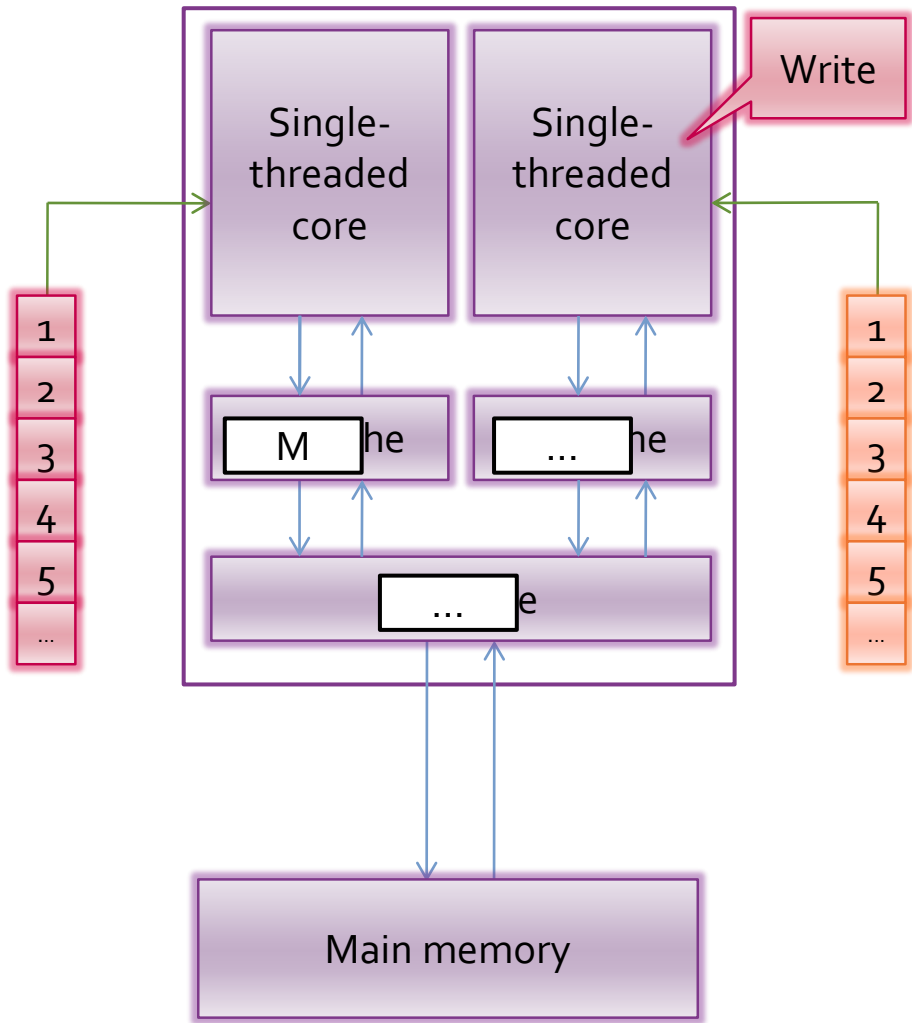 Write
Single-
threaded
core
Single-
threaded
core
1
2
3
4
5
...
1
2
3
4
5
...
M he
...
... e
Main memory